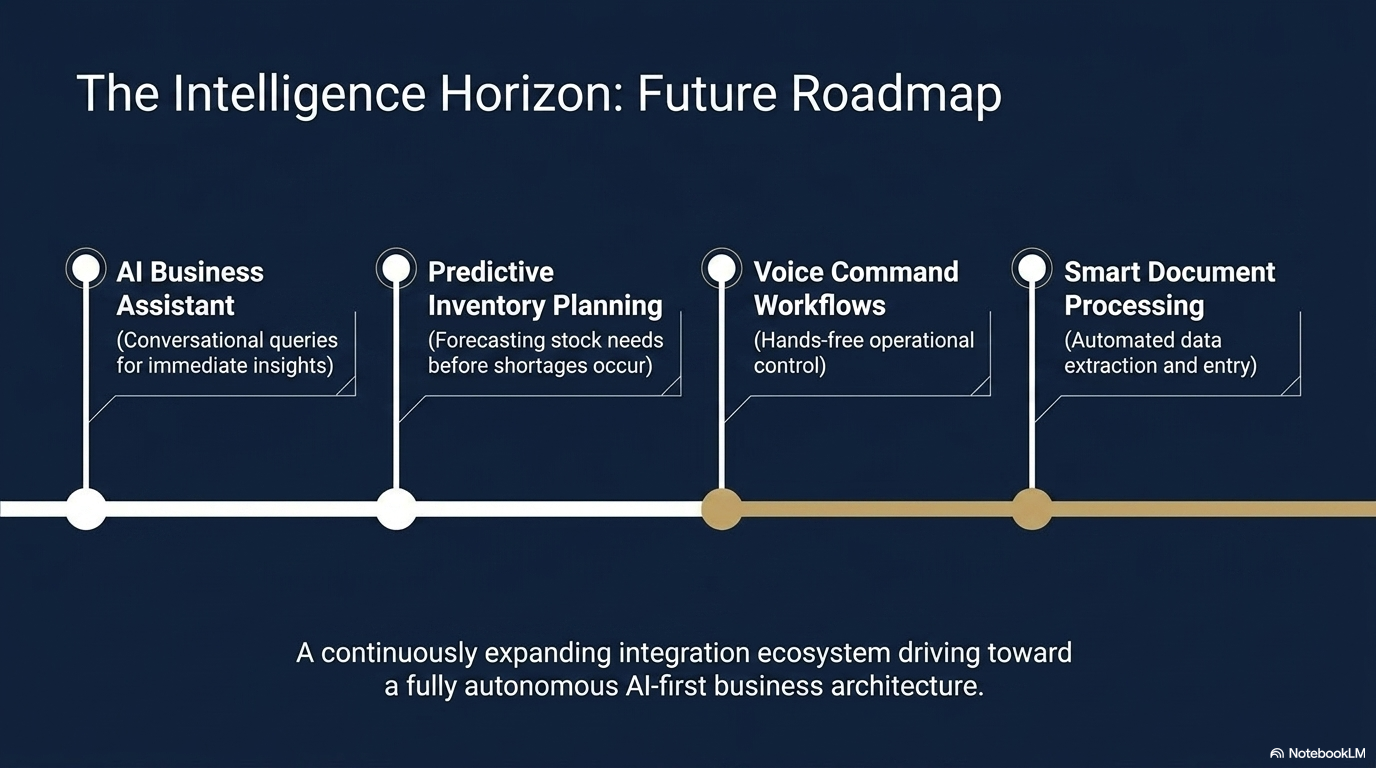 The Intelligence Horizon: Future Roadmap
AI Business
Assistant
(Conversational queries
for immediate insights)
Predictive
Inventory Planning
(Forecasting stock needs
before shortages occur)
Voice Command
Workflows
(Hands-free operational
control)
Smart Document
Processing
(Automated data
extraction and entry)
A continuously expanding integration ecosystem driving toward
a fully autonomous AI-first business architecture.
NotebookLM